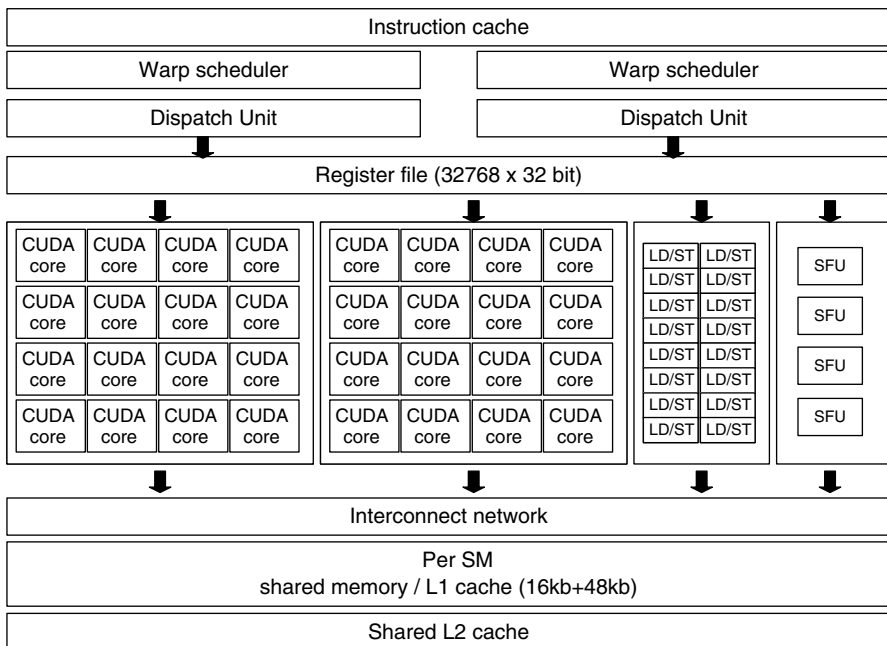 Instruction cache
Warp scheduler Warp scheduler
Dispatch Unit Dispatch Unit
Register file (32768 x 32 bit)
CUDA CUDA CUDA CUDA CUDA CUDA CUDA CUDA
core core core core core core core core
CUDA CUDA CUDA CUDA CUDA CUDA CUDA CUDA
core core core core core core core core
CUDA CUDA CUDA CUDA CUDA CUDA CUDA CUDA
core core core core core core core core
CUDA CUDA CUDA CUDA CUDA CUDA CUDA CUDA
core core core core core core core core
LD/ST LD/ST
LD/ST LD/ST
LD/ST LD/ST
LD/ST LD/ST
LD/ST LD/ST
LD/ST LD/ST
LD/ST LD/ST
LD/ST LD/ST
SFU
SFU
SFU
SFU
Interconnect network
Per SM
shared memory / L1 cache (16kb+48kb)
Shared L2 cache